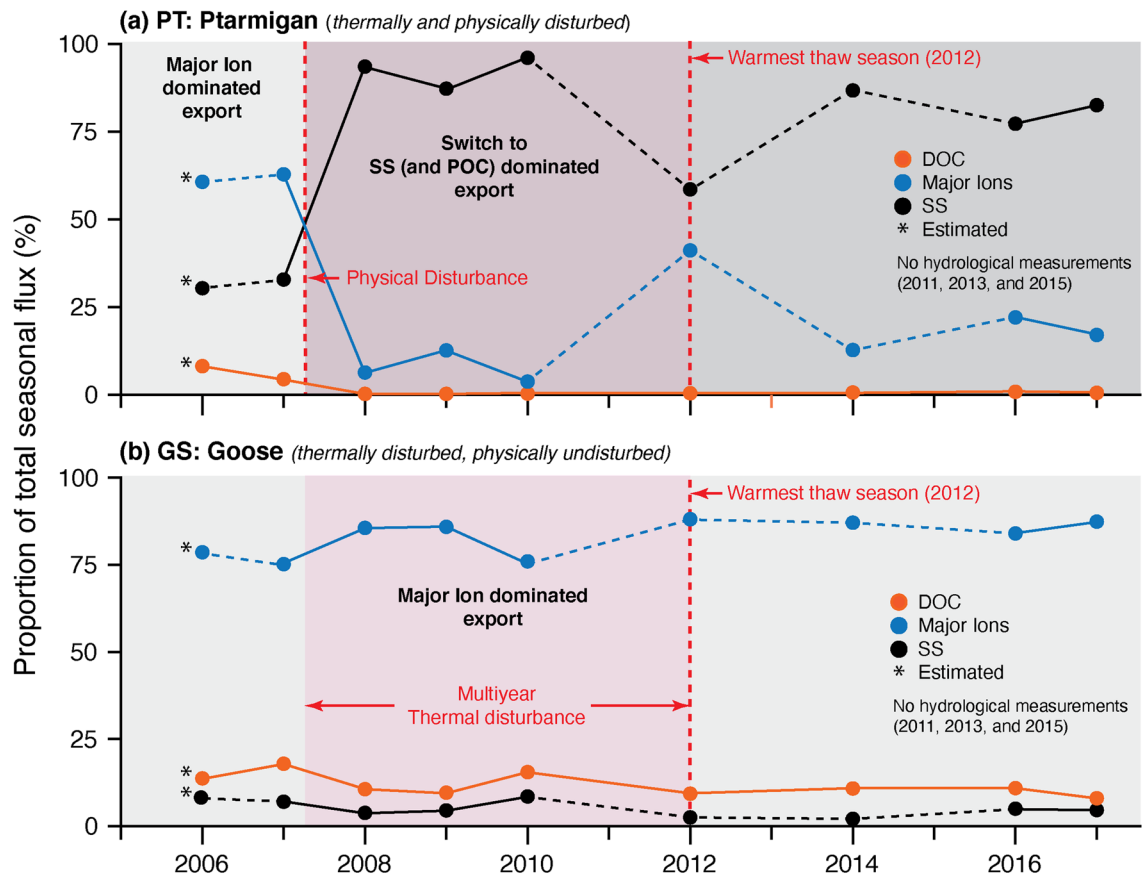 (a) PT: Ptarmigan (thermally and physically disturbed)
100
75
50
25
0
Major Ion
dominated
export
Switch to
SS (and POC) dominated
export
Warmest thaw season (2012)
Physical Disturbance
DOC
Major Ions
SS
* Estimated
No hydrological measurements
(2011, 2013, and 2015)
*
*
*
Proportion of total seasonal flux (%)
(b) GS: Goose (thermally disturbed, physically undisturbed)
100
75
50
25
0
Warmest thaw season (2012)
Major Ion dominated
export
Multiyear
Thermal disturbance
DOC
Major Ions
SS
* Estimated
No hydrological measurements
(2011, 2013, and 2015)
*
*
*
2006 2008 2010 2012 2014 2016